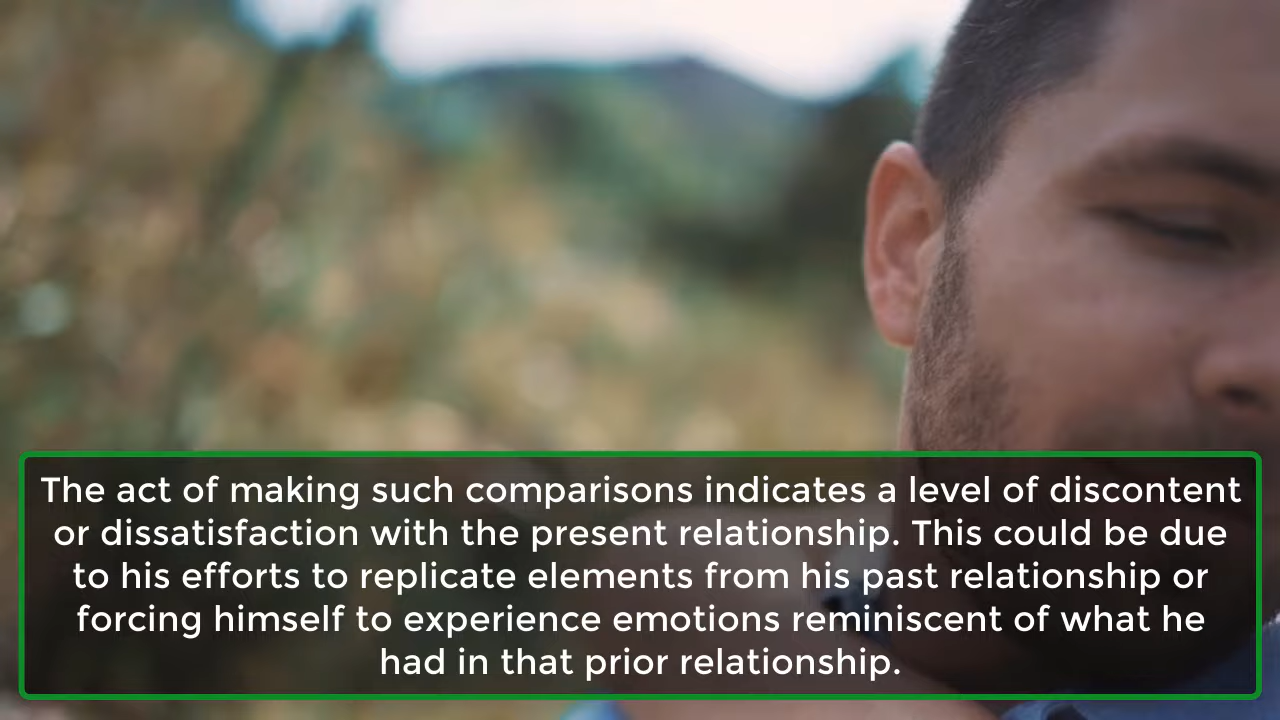 The act of making such comparisons indicates a level of discontent
or dissatisfaction with the present relationship. This could be due
to his efforts to replicate elements from his past relationship or
forcing himself to experience emotions reminiscent of what he
had in that prior relationship.